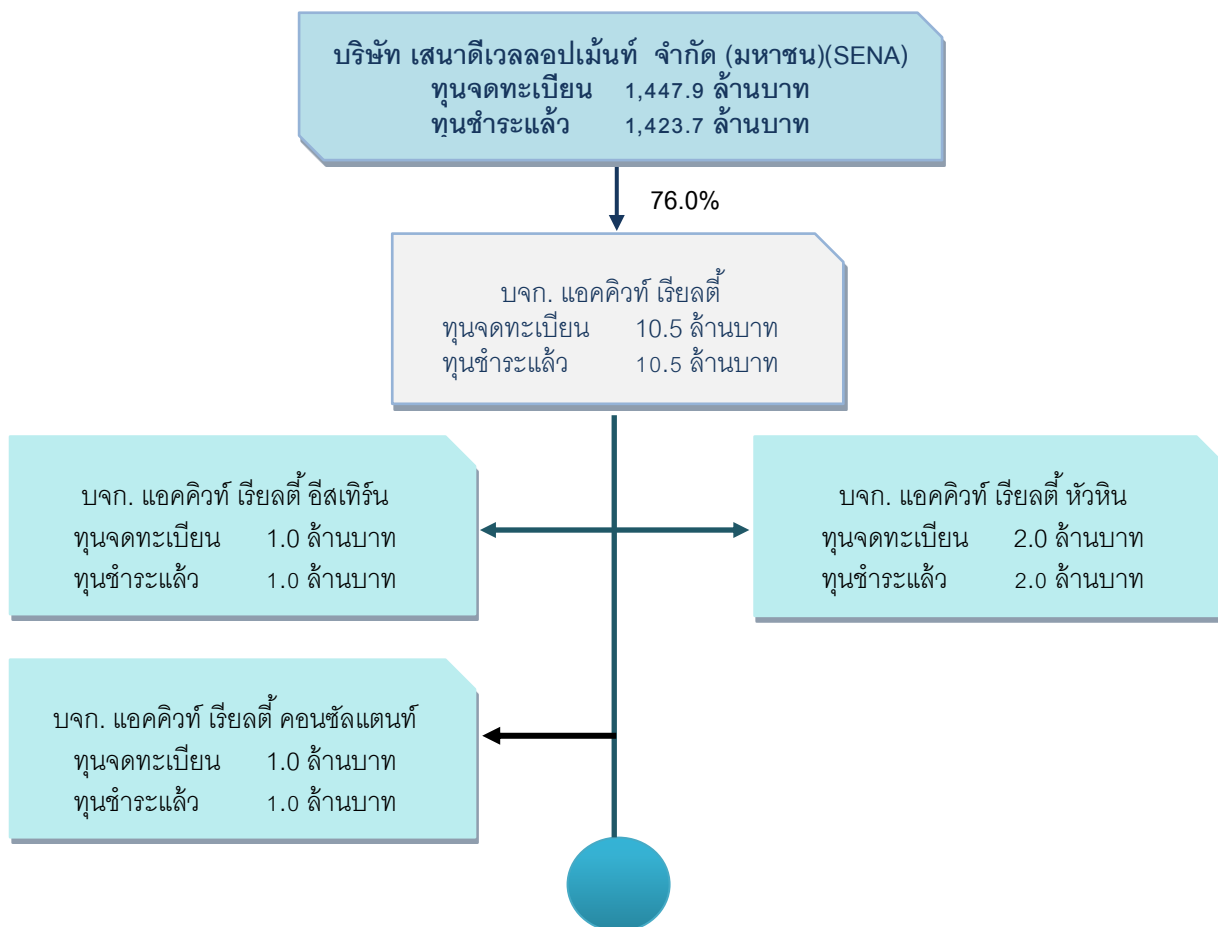 บริษัท เสนาดีเวลลอปเม้นท์ จำกัด (มหาชน)(SENA)
ทุนจดทะเบียน 1,447.9 ล้านบาท
ทุนชำระแล้ว 1,423.7 ล้านบาท
76.0%
บจก. แอคคิวท์ เรียลตี้
ทุนจดทะเบียน 10.5 ล้านบาท
ทุนชำระแล้ว 10.5 ล้านบาท
บจก. แอคคิวท์ เรียลตี้ อีสเทิร์น
ทุนจดทะเบียน 1.0 ล้านบาท
ทุนชำระแล้ว 1.0 ล้านบาท
บจก. แอคคิวท์ เรียลตี้ หัวหิน
ทุนจดทะเบียน 2.0 ล้านบาท
ทุนชำระแล้ว 2.0 ล้านบาท
บจก. แอคคิวท์ เรียลตี้ คอนซัลแตนท์
ทุนจดทะเบียน 1.0 ล้านบาท
ทุนชำระแล้ว 1.0 ล้านบาท